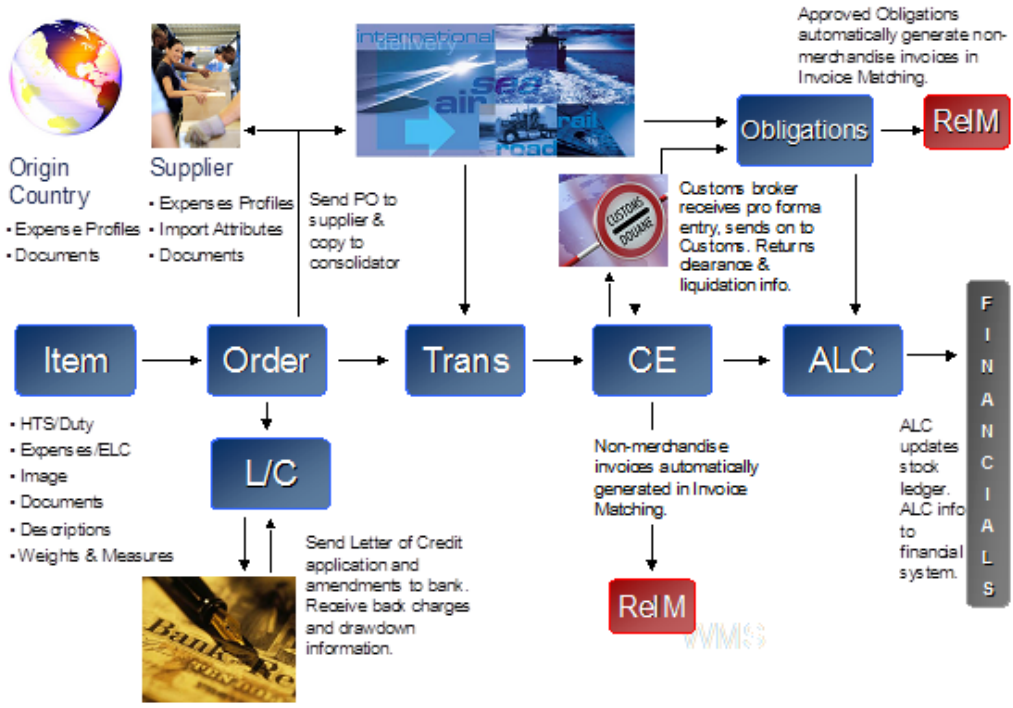 international
delivery
sea
air
rail
road
Approved Obligations
automatically generate non-
merchandise invoices in
Invoice Matching.
Obligations
ReIM
Origin
Country
• Expense Profiles
• Documents
Supplier
• Expenses Profiles
• Import Attributes
• Documents
Send PO to
supplier &
copy to
consolidator
CUSTOMS
DOUANE
Customs broker
receives pro forma
entry, sends on to
Customs. Returns
clearance &
liquidation info.
Item
Order
Trans
CE
ALC
FINANCIALS
• HTS/Duty
• Expenses/ELC
• Image
• Documents
• Descriptions
• Weights & Measures
L/C
Send Letter of Credit
application and
amendments to bank.
Receive back charges
and drawdown
information.
Non-merchandise
invoices automatically
generated in Invoice
Matching.
ReIM
WMS
ALC
updates
stock
ledger.
ALC info
to
financial
system.
Bank